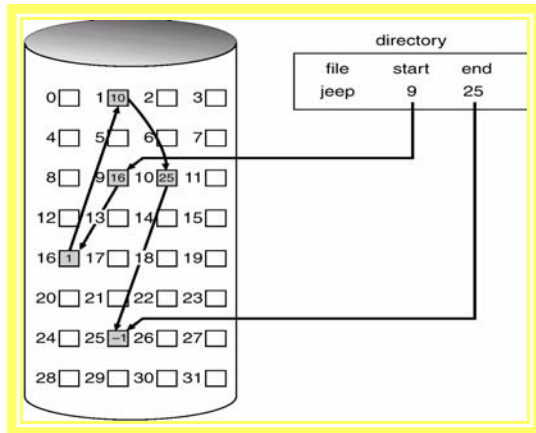 directory
file start end
jeep 9 25
0 1 10 2 3
4 5 6 7
8 9 16 10 25 11
12 13 14 15
16 1 17 18 19
20 21 22 23
24 25 -1 26 27
28 29 30 31